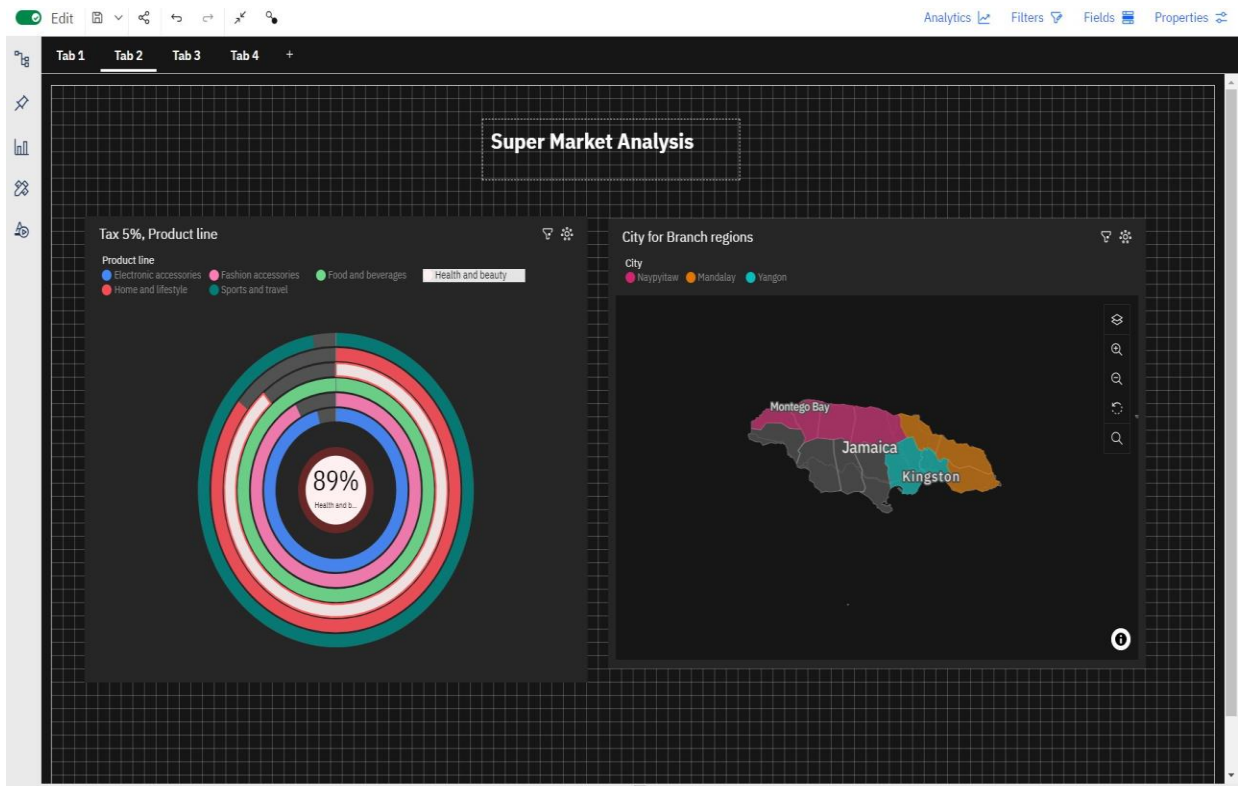 Edit
Analytics Filters Fields Properties
Tab 1 Tab 2 Tab 3 Tab 4 +
Super Market Analysis
Tax 5%, Product line
Product line
Electronic accessories Fashion accessories Food and beverages Health and beauty
Home and lifestyle Sports and travel
89%
Health and b...
City for Branch regions
City
Naypyitaw Mandalay Yangon
Montego Bay
Jamaica
Kingston